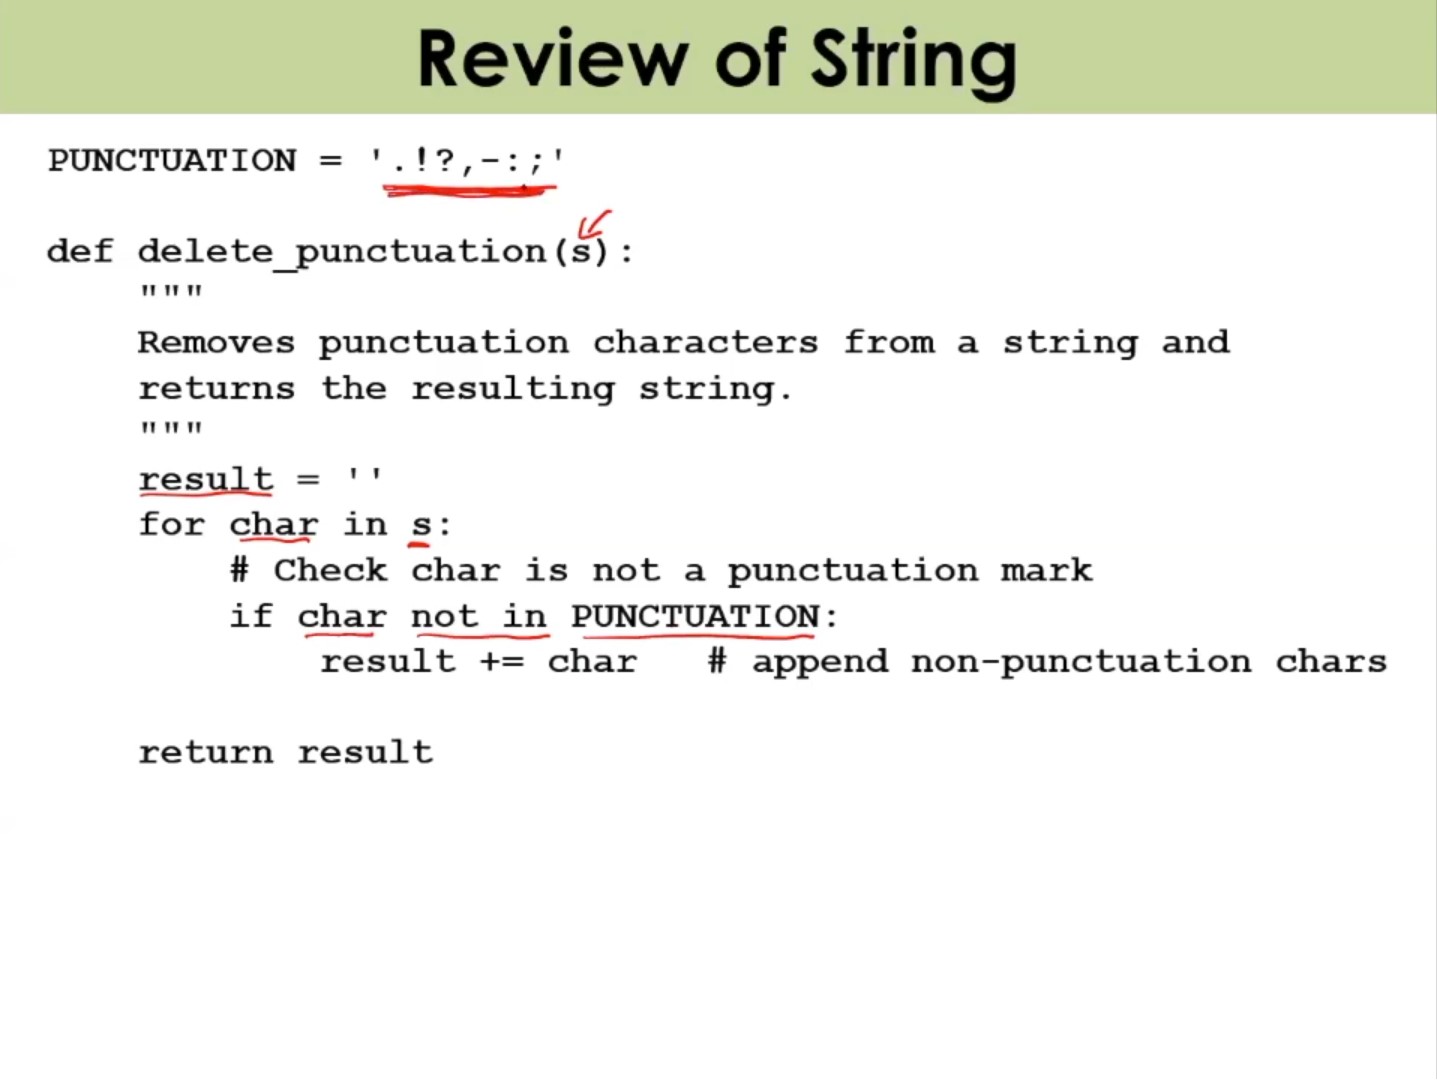 Review of String
PUNCTUATION = '.!?,-:;'
def delete_punctuation(s):
"""
Removes punctuation characters from a string and
returns the resulting string.
"""
result = ''
for char in s:
# Check char is not a punctuation mark
if char not in PUNCTUATION:
result += char # append non-punctuation chars
return result